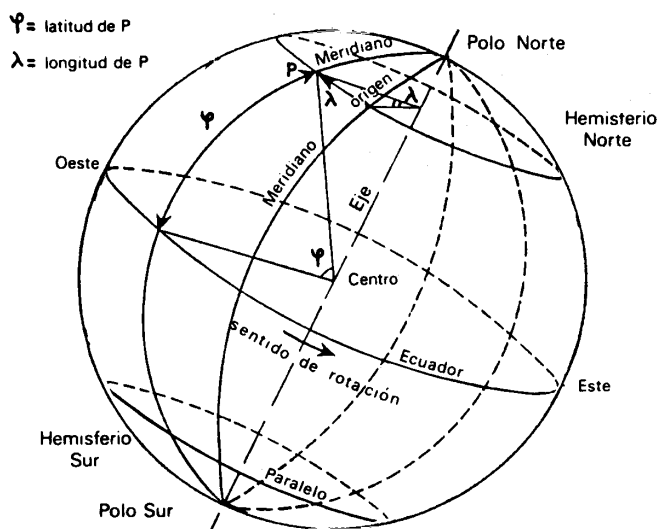 φ= latitud de P
λ= longitud de P
Meridiano
Polo Norte
P
λ
origen
λ
Hemisterio
Norte
φ
Oeste
Meridiano
Eje
φ
Centro
sentido de rotación
Ecuador
Este
Hemisferio
Sur
Paralelo
Polo Sur